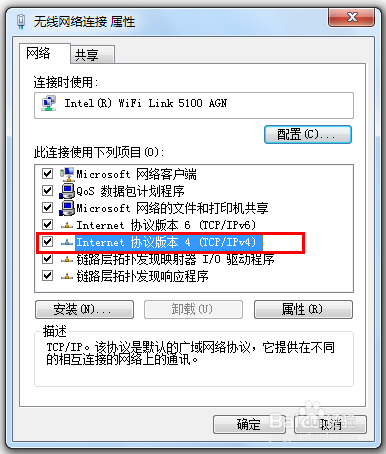 无线网络连接 属性
网络
共享
连接时使用:
Intel(R) WiFi Link 5100 AGN
配置(C)...
此连接使用下列项目(O):
Microsoft 网络客户端
QoS 数据包计划程序
Microsoft 网络的文件和打印机共享
Internet 协议版本 6 (TCP/IPv6)
Internet 协议版本 4 (TCP/IPv4)
链路层拓扑发现映射器 I/O 驱动程序
链路层拓扑发现响应程序
安装(N)...
卸载(U)
属性(R)
描述
TCP/IP。该协议是默认的广域网络协议，它提供在不同
的相互连接的网络上的通讯。
确定
取消